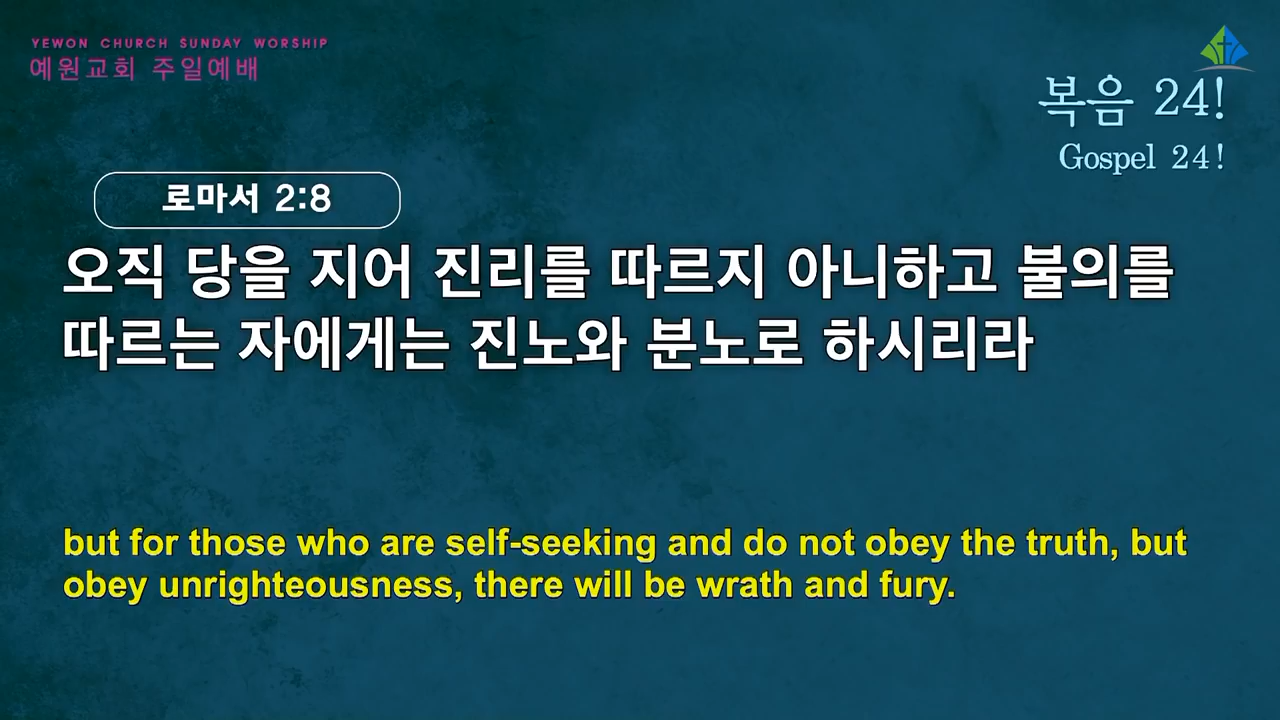 YEWON CHURCH SUNDAY WORSHIP
예원교회 주일예배
복음 24!
Gospel 24!
로마서 2:8
오직 당을 지어 진리를 따르지 아니하고 불의를
따르는 자에게는 진노와 분노로 하시리라
but for those who are self-seeking and do not obey the truth, but
obey unrighteousness, there will be wrath and fury.